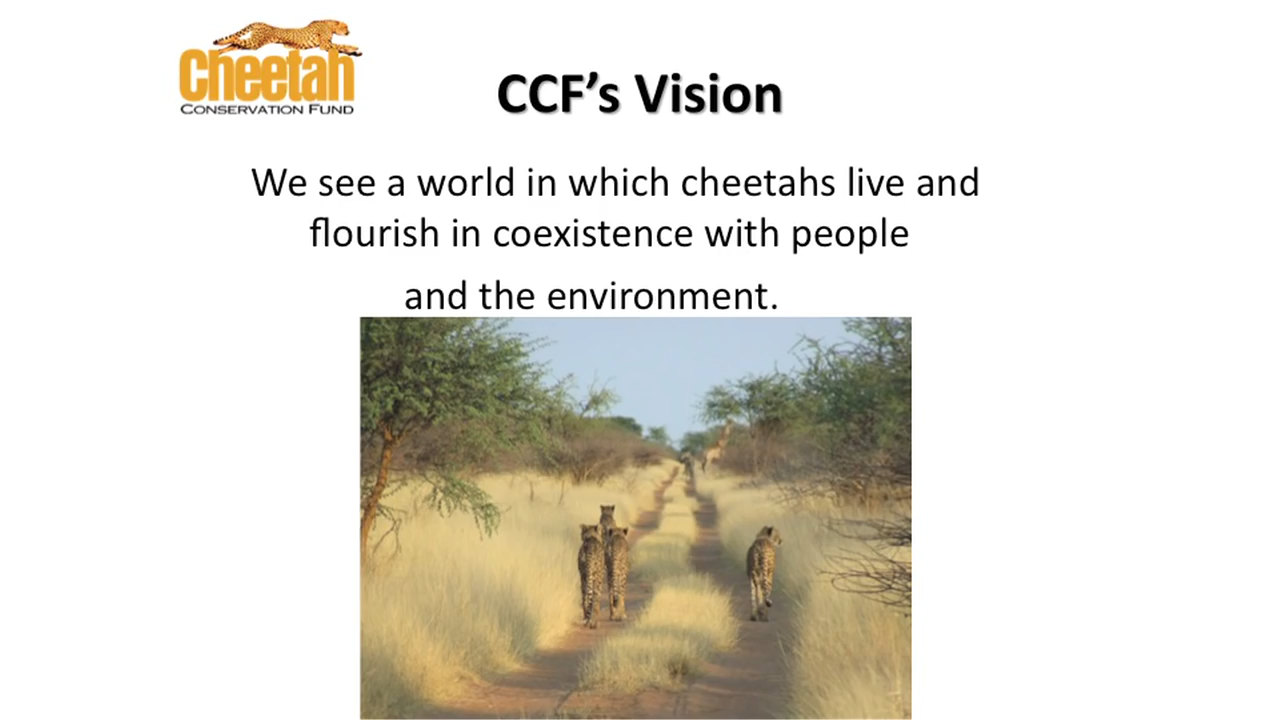 Cheetah
CONSERVATION FUND
CCF’s Vision
We see a world in which cheetahs live and
flourish in coexistence with people
and the environment.